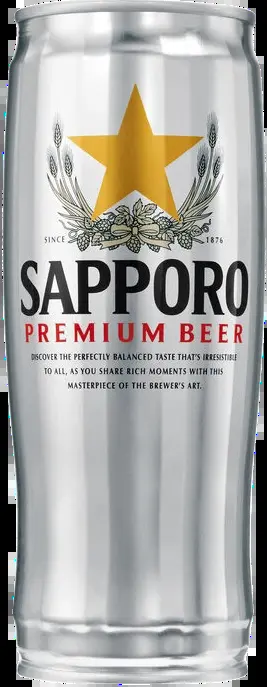 SINCE 1876
SAPPORO
PREMIUM BEER
DISCOVER THE PERFECTLY BALANCED TASTE THAT'S IRRESISTIBLE
TO ALL, AS YOU SHARE RICH MOMENTS WITH THIS
MASTERPIECE OF THE BREWER'S ART.